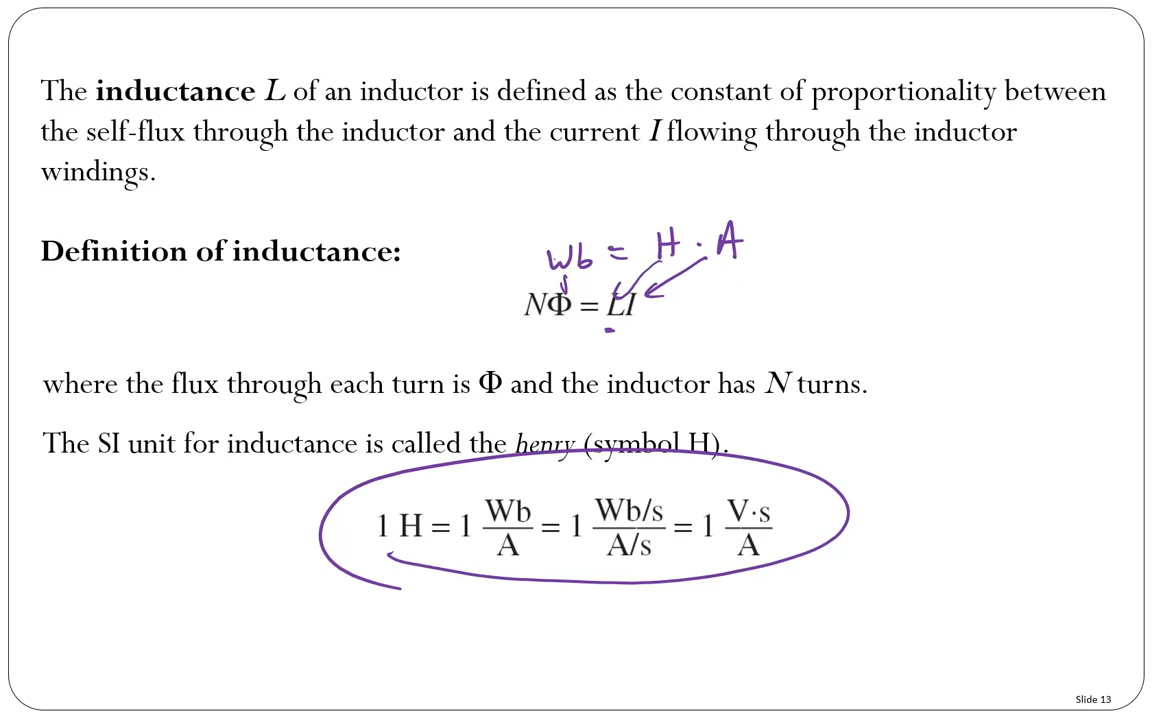 The inductance L of an inductor is defined as the constant of proportionality between
the self-flux through the inductor and the current I flowing through the inductor
windings.
Wb = H · A
Definition of inductance:
NΦ = LI
where the flux through each turn is Φ and the inductor has N turns.
The SI unit for inductance is called the henry (symbol H).
1 H = 1 Wb/A = 1 (Wb/s)/(A/s) = 1 V·s/A
Slide 13